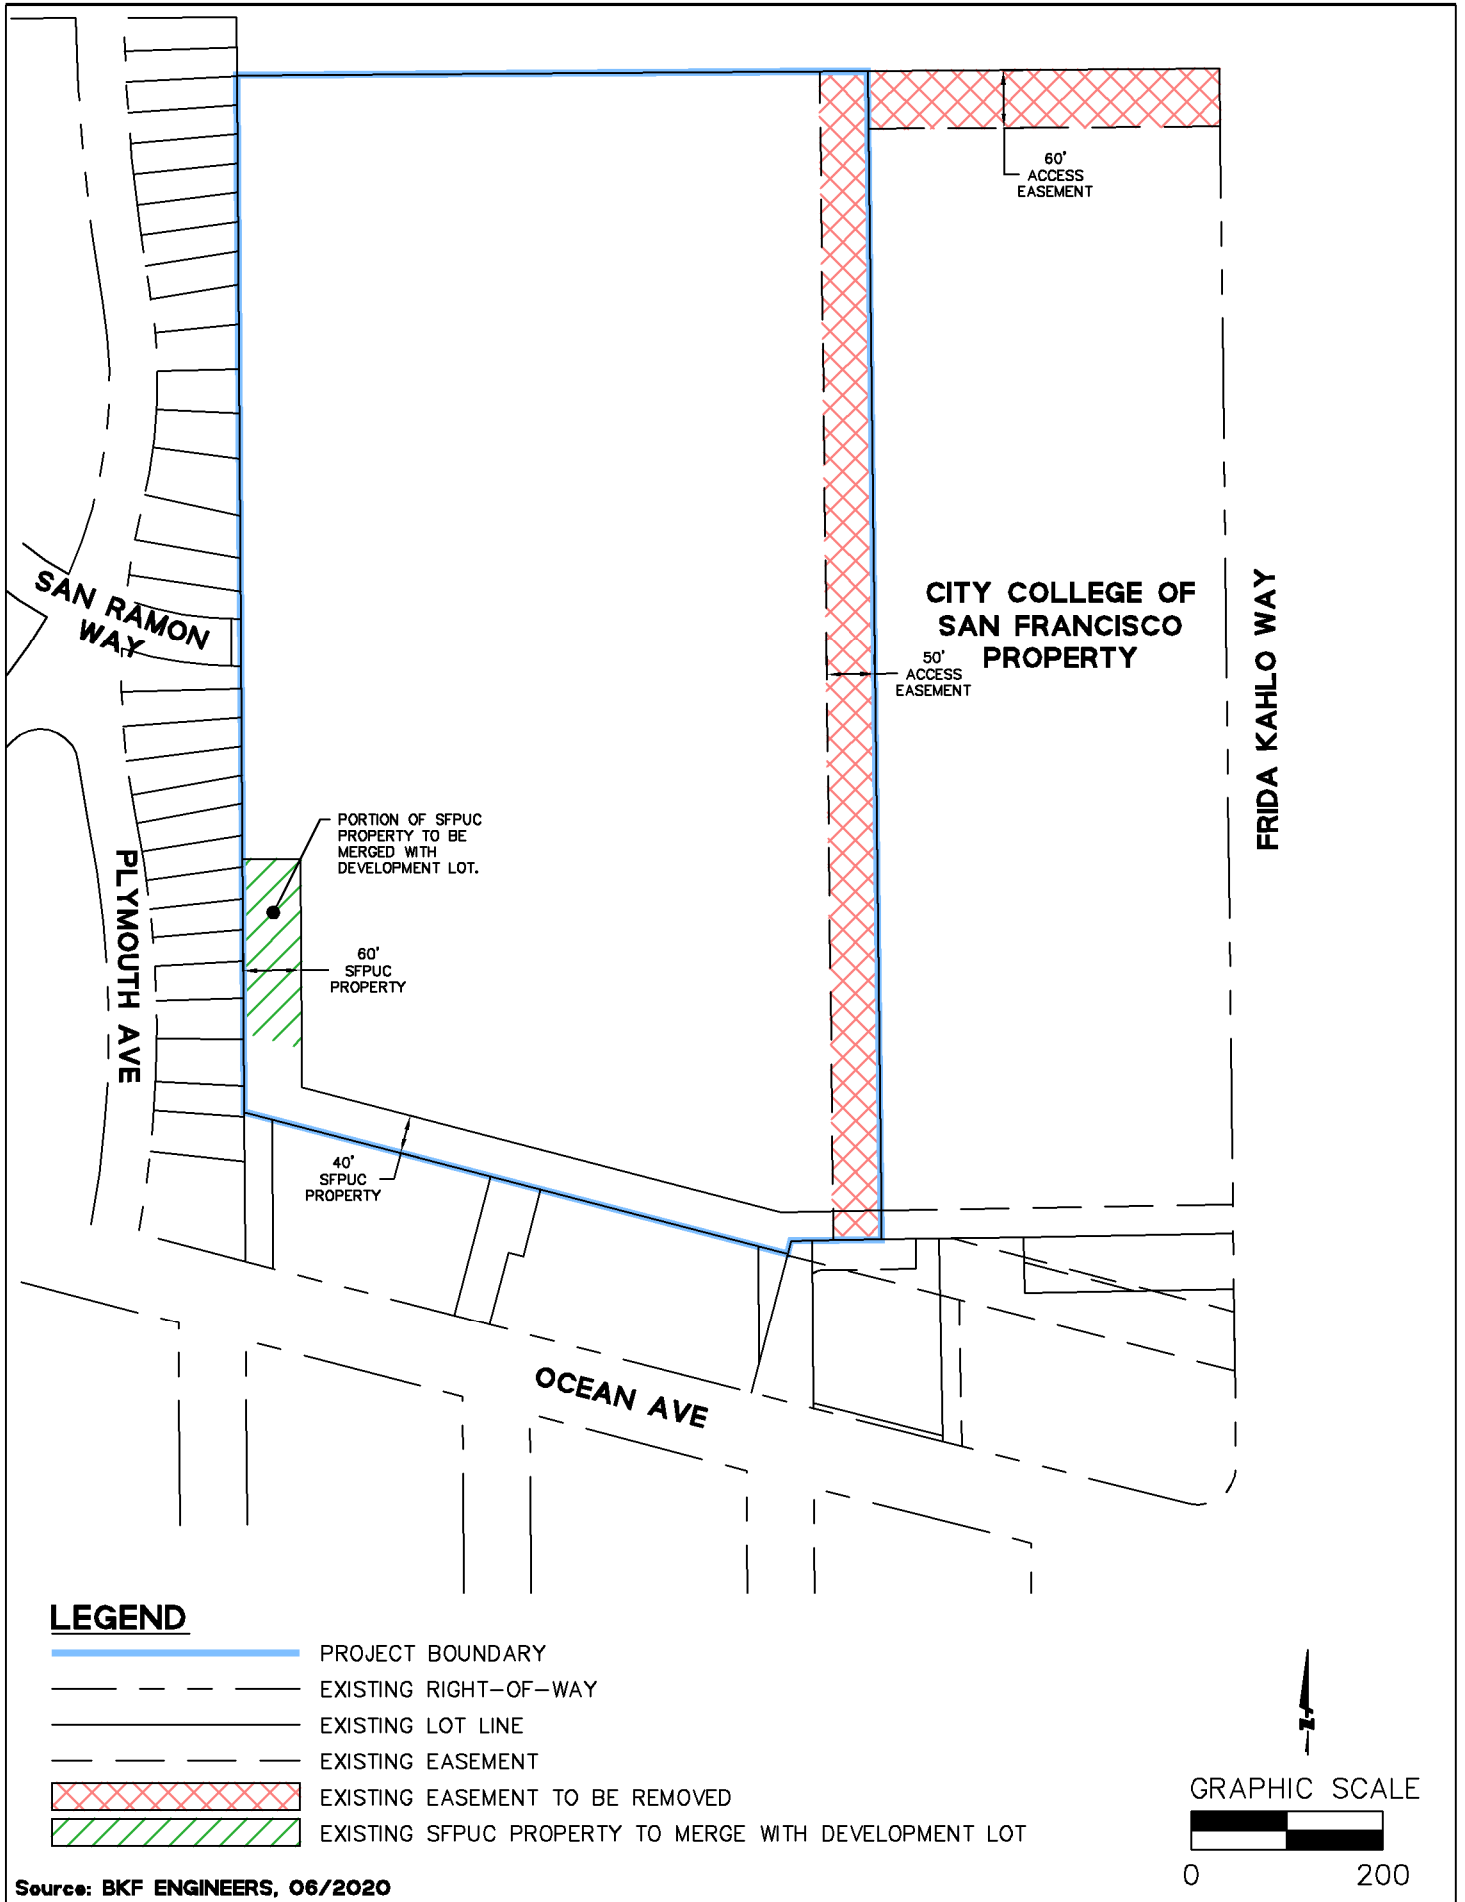 60'
ACCESS
EASEMENT
SAN RAMON
WAY
CITY COLLEGE OF
SAN FRANCISCO
PROPERTY
50'
ACCESS
EASEMENT
FRIDA KAHLO WAY
PORTION OF SFPUC
PROPERTY TO BE
MERGED WITH
DEVELOPMENT LOT.
PLYMOUTH AVE
60'
SFPUC
PROPERTY
40'
SFPUC
PROPERTY
OCEAN AVE
LEGEND
PROJECT BOUNDARY
EXISTING RIGHT-OF-WAY
EXISTING LOT LINE
EXISTING EASEMENT
EXISTING EASEMENT TO BE REMOVED
EXISTING SFPUC PROPERTY TO MERGE WITH DEVELOPMENT LOT
Z
GRAPHIC SCALE
0 200
Source: BKF ENGINEERS, 06/2020